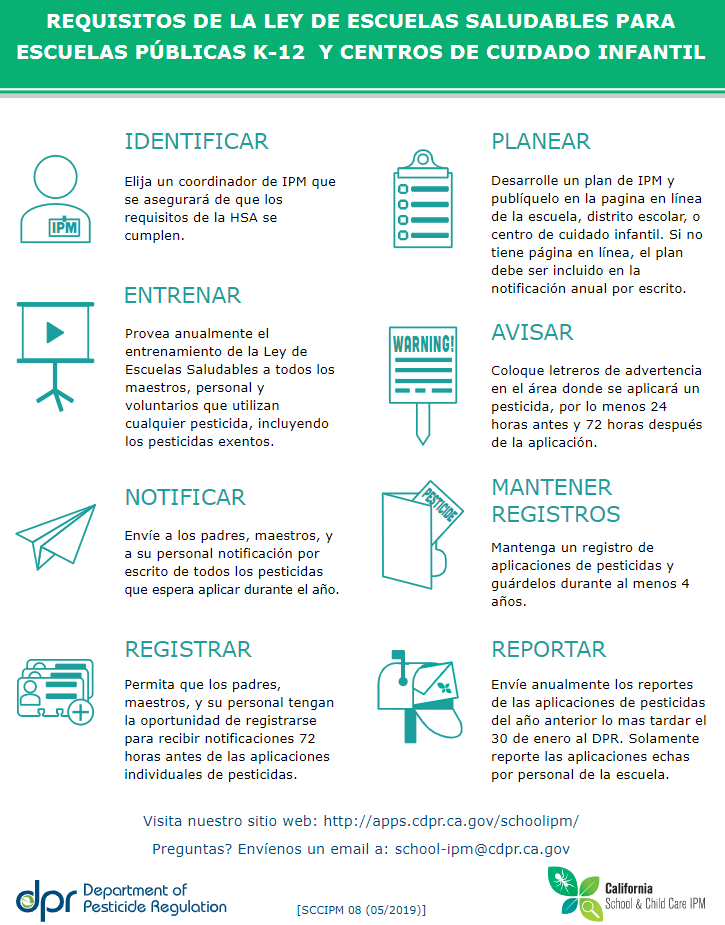 REQUISITOS DE LA LEY DE ESCUELAS SALUDABLES PARA
ESCUELAS PÚBLICAS K-12 Y CENTROS DE CUIDADO INFANTIL
IDENTIFICAR
Elija un coordinador de IPM que
se asegurará de que los
requisitos de la HSA se
cumplen.
IPM
PLANEAR
Desarrolle un plan de IPM y
publíquelo en la pagina en línea
de la escuela, distrito escolar, o
centro de cuidado infantil. Si no
tiene página en línea, el plan
debe ser incluido en la
notificación anual por escrito.
ENTRENAR
Provea anualmente el
entrenamiento de la Ley de
Escuelas Saludables a todos los
maestros, personal y
voluntarios que utilizan
cualquier pesticida, incluyendo
los pesticidas exentos.
WARNING!
AVISAR
Coloque letreros de advertencia
en el área donde se aplicará un
pesticida, por lo menos 24
horas antes y 72 horas después
de la aplicación.
NOTIFICAR
Envíe a los padres, maestros, y
a su personal notificación por
escrito de todos los pesticidas
que espera aplicar durante el año.
PESTICIDE
MANTENER
REGISTROS
Mantenga un registro de
aplicaciones de pesticidas y
guárdelos durante al menos 4
años.
REGISTRAR
Permita que los padres,
maestros, y su personal tengan
la oportunidad de registrarse
para recibir notificaciones 72
horas antes de las aplicaciones
individuales de pesticidas.
REPORTAR
Envíe anualmente los reportes
de las aplicaciones de pesticidas
del año anterior lo mas tardar el
30 de enero al DPR. Solamente
reporte las aplicaciones echas
por personal de la escuela.
Visita nuestro sitio web: http://apps.cdpr.ca.gov/schoolipm/
Preguntas? Envíenos un email a: school-ipm@cdpr.ca.gov
dpr Department of
Pesticide Regulation
[SCCIPM 08 (05/2019)]
California
School & Child Care IPM